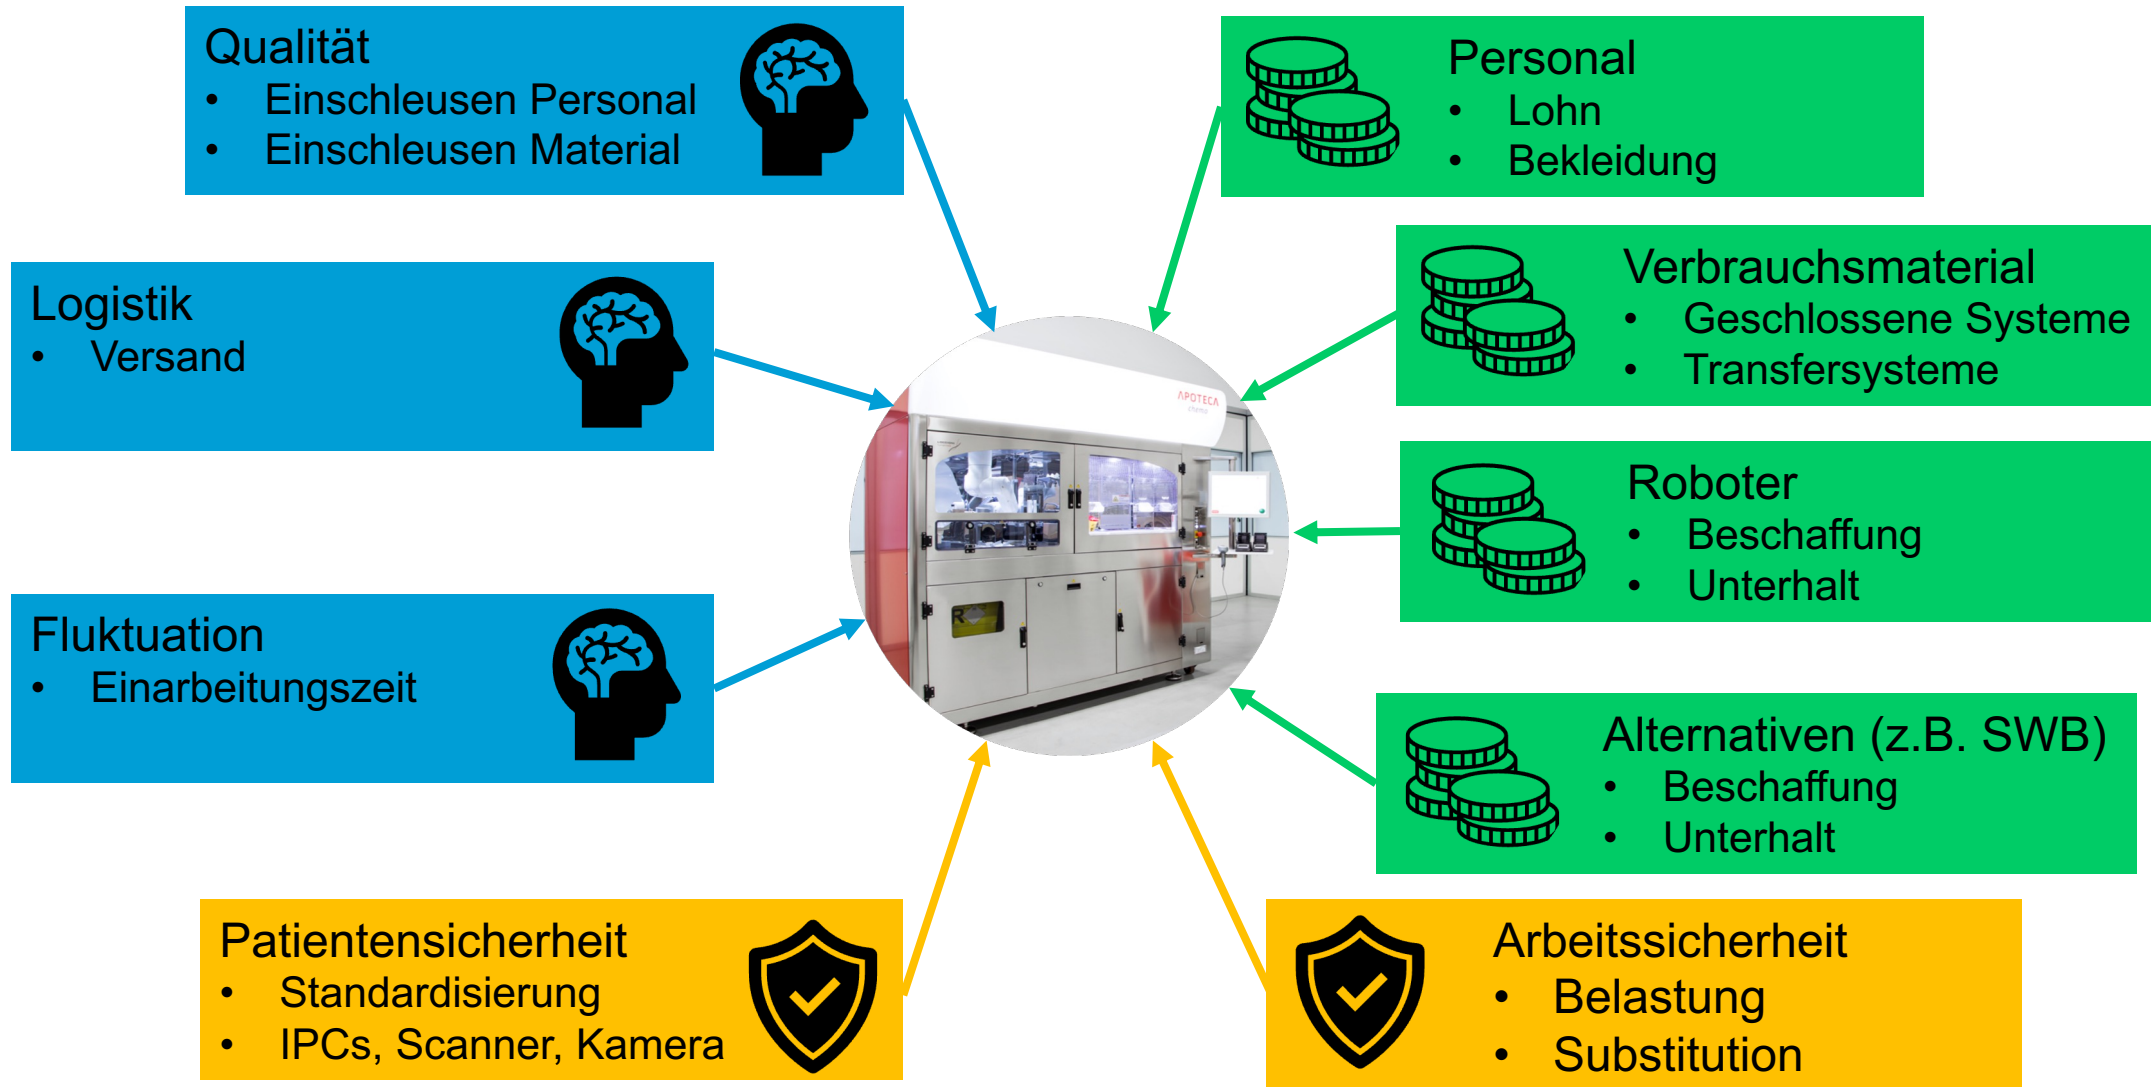 Qualität
• Einschleusen Personal
• Einschleusen Material
Personal
• Lohn
• Bekleidung
Logistik
• Versand
Verbrauchsmaterial
• Geschlossene Systeme
• Transfersysteme
APOTECA
chemo
Roboter
• Beschaffung
• Unterhalt
Fluktuation
• Einarbeitungszeit
Alternativen (z.B. SWB)
• Beschaffung
• Unterhalt
Patientensicherheit
• Standardisierung
• IPCs, Scanner, Kamera
Arbeitssicherheit
• Belastung
• Substitution